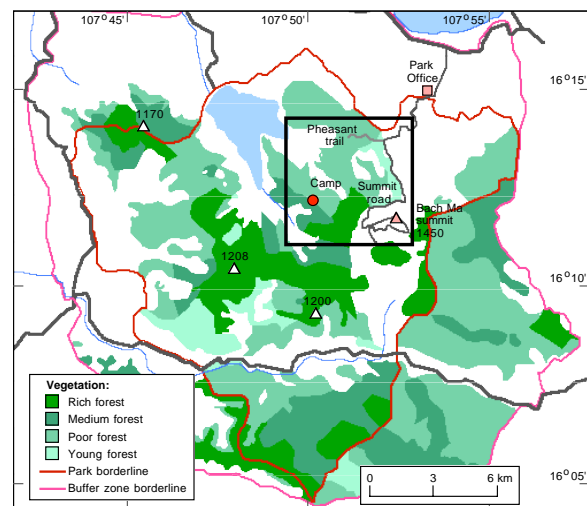 107° 45'
107° 50'
107° 55'
Park
Office
16° 15'
1170
Pheasant
trail
Camp
Summit
road
Bach Ma
summit
1450
1208
16° 10'
1200
Vegetation:
Rich forest
Medium forest
Poor forest
Young forest
Park borderline
Buffer zone borderline
0 3 6 km
16° 05'